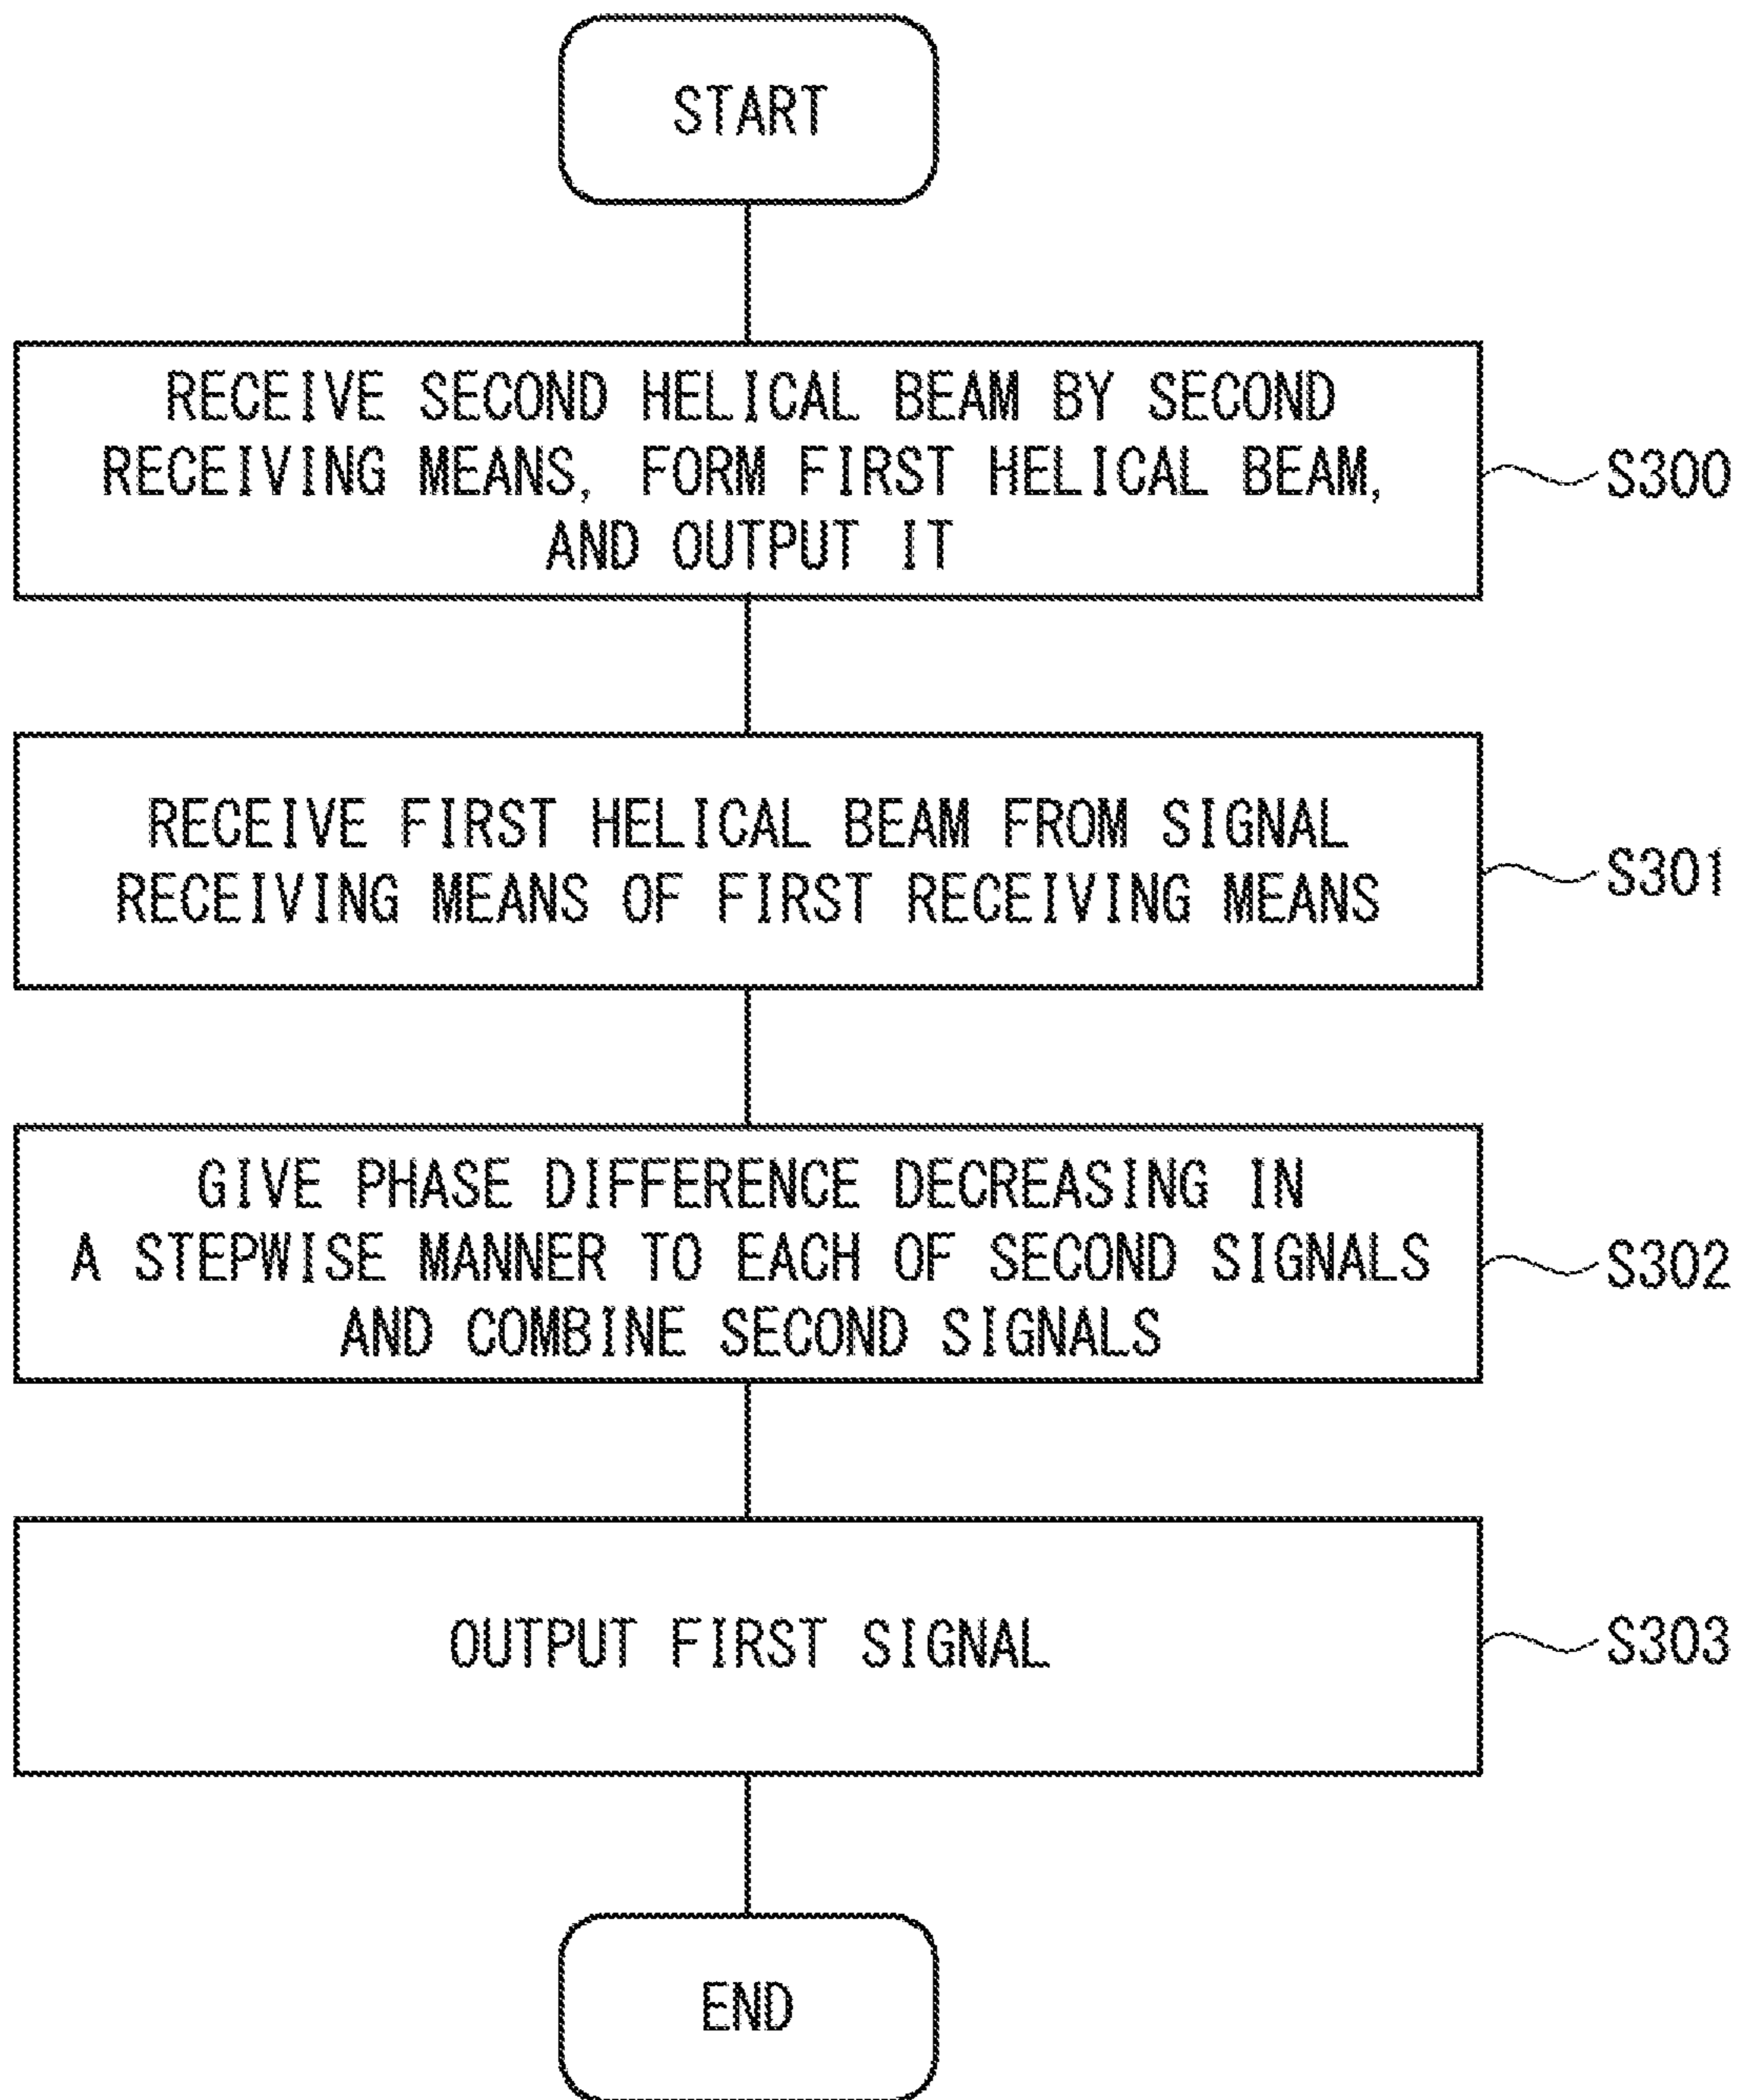 START
RECEIVE SECOND HELICAL BEAM BY SECOND
RECEIVING MEANS, FORM FIRST HELICAL BEAM,
AND OUTPUT IT
S300
RECEIVE FIRST HELICAL BEAM FROM SIGNAL
RECEIVING MEANS OF FIRST RECEIVING MEANS
S301
GIVE PHASE DIFFERENCE DECREASING IN
A STEPWISE MANNER TO EACH OF SECOND SIGNALS
AND COMBINE SECOND SIGNALS
S302
OUTPUT FIRST SIGNAL
S303
END